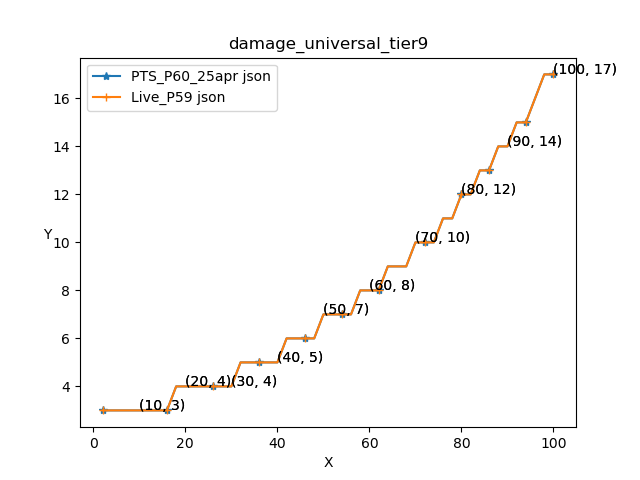 damage_universal_tier9
PTS_P60_25apr json
Live_P59 json
(100, 17)
16
(90, 14)
14
(80, 12)
12
Y
(70, 10)
10
(60, 8)
8
(50, 7)
6
(40, 5)
(20, 4)(30, 4)
4
(10, 3)
0 20 40 60 80 100
X